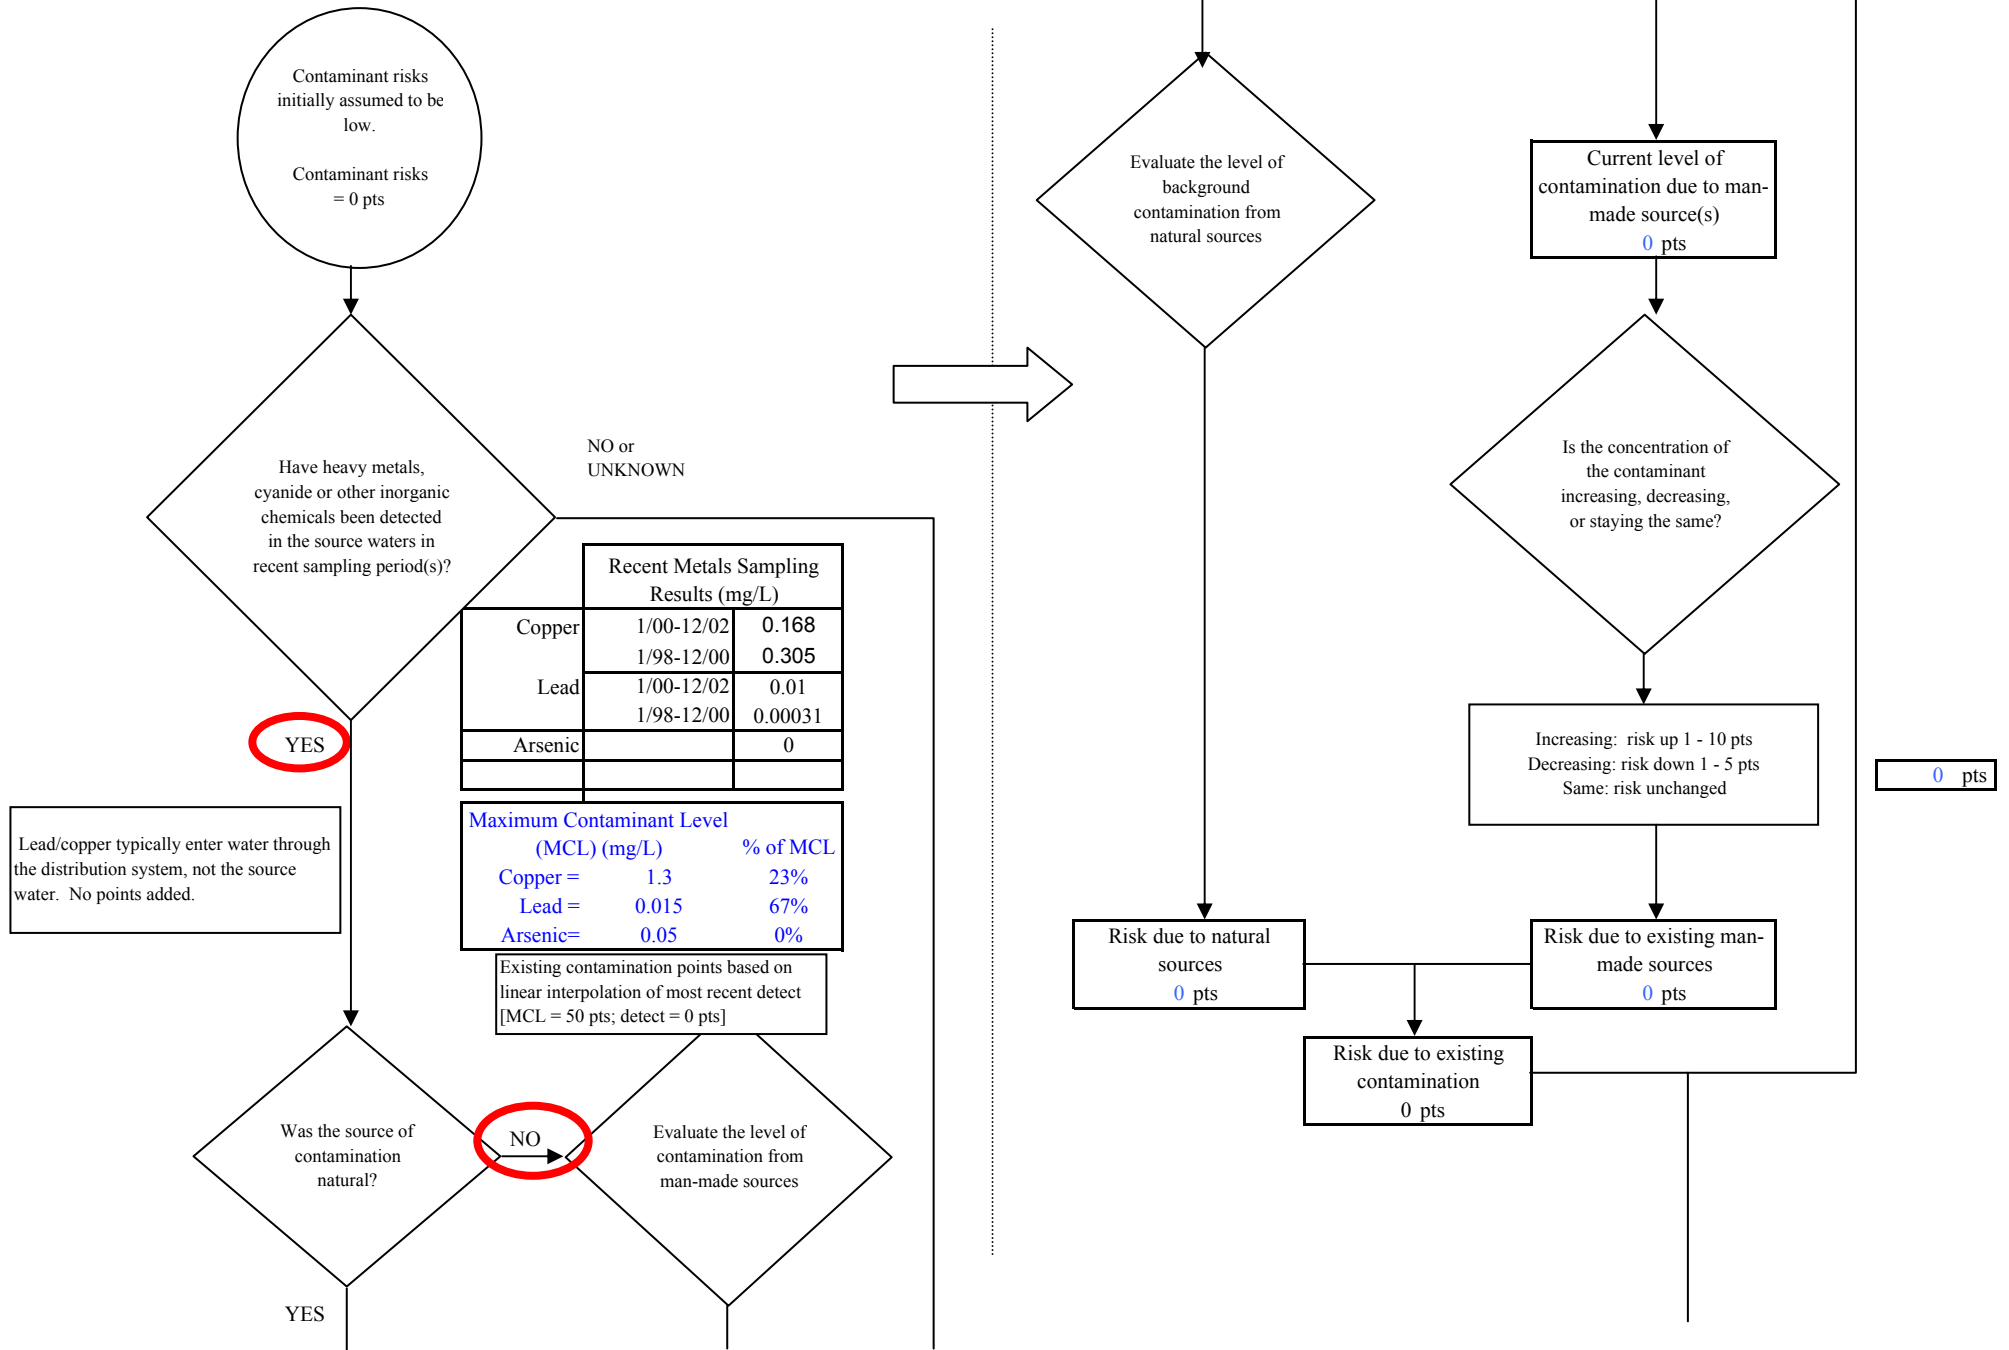 Contaminant risks
initially assumed to be
low.
Contaminant risks
= 0 pts
Have heavy metals,
cyanide or other inorganic
chemicals been detected
in the source waters in
recent sampling period(s)?
NO or
UNKNOWN
YES
Recent Metals Sampling
Results (mg/L)
Copper 1/00-12/02 0.168
1/98-12/00 0.305
Lead 1/00-12/02 0.01
1/98-12/00 0.00031
Arsenic 0
Maximum Contaminant Level
(MCL) (mg/L) % of MCL
Copper = 1.3 23%
Lead = 0.015 67%
Arsenic= 0.05 0%
Lead/copper typically enter water through
the distribution system, not the source
water. No points added.
Existing contamination points based on
linear interpolation of most recent detect
[MCL = 50 pts; detect = 0 pts]
Was the source of
contamination
natural?
NO
Evaluate the level of
contamination from
man-made sources
YES
Evaluate the level of
background
contamination from
natural sources
Current level of
contamination due to man-
made source(s)
0 pts
Is the concentration of
the contaminant
increasing, decreasing,
or staying the same?
Increasing: risk up 1 - 10 pts
Decreasing: risk down 1 - 5 pts
Same: risk unchanged
0 pts
Risk due to natural
sources
0 pts
Risk due to existing man-
made sources
0 pts
Risk due to existing
contamination
0 pts